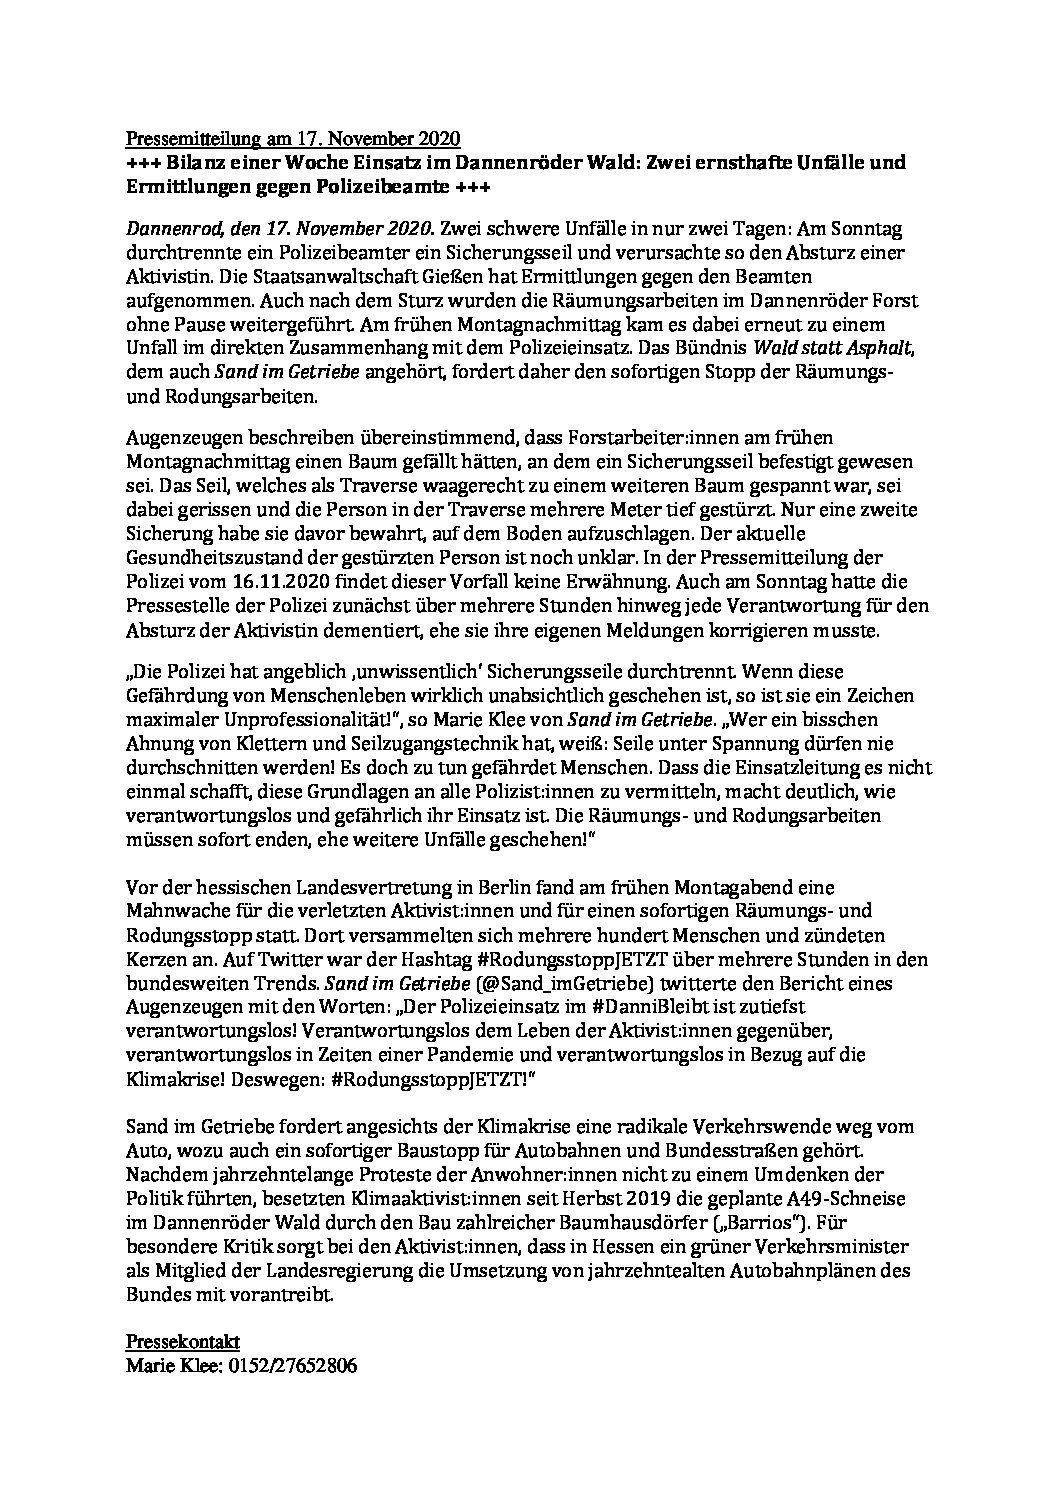 Pressemitteilung am 17. November 2020
+++ Bilanz einer Woche Einsatz im Dannenröder Wald: Zwei ernsthafte Unfälle und
Ermittlungen gegen Polizeibeamte +++
Dannenrod, den 17. November 2020. Zwei schwere Unfälle in nur zwei Tagen: Am Sonntag
durchtrennte ein Polizeibeamter ein Sicherungsseil und verursachte so den Absturz einer
Aktivistin. Die Staatsanwaltschaft Gießen hat Ermittlungen gegen den Beamten
aufgenommen. Auch nach dem Sturz wurden die Räumungsarbeiten im Dannenröder Forst
ohne Pause weitergeführt. Am frühen Montagnachmittag kam es dabei erneut zu einem
Unfall im direkten Zusammenhang mit dem Polizeieinsatz. Das Bündnis Wald statt Asphalt,
dem auch Sand im Getriebe angehört, fordert daher den sofortigen Stopp der Räumungs-
und Rodungsarbeiten.
Augenzeugen beschreiben übereinstimmend, dass Forstarbeiter:innen am frühen
Montagnachmittag einen Baum gefällt hätten, an dem ein Sicherungsseil befestigt gewesen
sei. Das Seil, welches als Traverse waagerecht zu einem weiteren Baum gespannt war, sei
dabei gerissen und die Person in der Traverse mehrere Meter tief gestürzt. Nur eine zweite
Sicherung habe sie davor bewahrt, auf dem Boden aufzuschlagen. Der aktuelle
Gesundheitszustand der gestürzten Person ist noch unklar. In der Pressemitteilung der
Polizei vom 16.11.2020 findet dieser Vorfall keine Erwähnung. Auch am Sonntag hatte die
Pressestelle der Polizei zunächst über mehrere Stunden hinweg jede Verantwortung für den
Absturz der Aktivistin dementiert, ehe sie ihre eigenen Meldungen korrigieren musste.
„Die Polizei hat angeblich ‚unwissentlich‘ Sicherungsseile durchtrennt. Wenn diese
Gefährdung von Menschenleben wirklich unabsichtlich geschehen ist, so ist sie ein Zeichen
maximaler Unprofessionalität!“, so Marie Klee von Sand im Getriebe. „Wer ein bisschen
Ahnung von Klettern und Seilzugangstechnik hat, weiß: Seile unter Spannung dürfen nie
durchschnitten werden! Es doch zu tun gefährdet Menschen. Dass die Einsatzleitung es nicht
einmal schafft, diese Grundlagen an alle Polizist:innen zu vermitteln, macht deutlich, wie
verantwortungslos und gefährlich ihr Einsatz ist. Die Räumungs- und Rodungsarbeiten
müssen sofort enden, ehe weitere Unfälle geschehen!“
Vor der hessischen Landesvertretung in Berlin fand am frühen Montagabend eine
Mahnwache für die verletzten Aktivist:innen und für einen sofortigen Räumungs- und
Rodungsstopp statt. Dort versammelten sich mehrere hundert Menschen und zündeten
Kerzen an. Auf Twitter war der Hashtag #RodungsstoppJETZT über mehrere Stunden in den
bundesweiten Trends. Sand im Getriebe (@Sand_imGetriebe) twitterte den Bericht eines
Augenzeugen mit den Worten: „Der Polizeieinsatz im #DanniBleibt ist zutiefst
verantwortungslos! Verantwortungslos dem Leben der Aktivist:innen gegenüber,
verantwortungslos in Zeiten einer Pandemie und verantwortungslos in Bezug auf die
Klimakrise! Deswegen: #RodungsstoppJETZT!“
Sand im Getriebe fordert angesichts der Klimakrise eine radikale Verkehrswende weg vom
Auto, wozu auch ein sofortiger Baustopp für Autobahnen und Bundesstraßen gehört.
Nachdem jahrzehntelange Proteste der Anwohner:innen nicht zu einem Umdenken der
Politik führten, besetzten Klimaaktivist:innen seit Herbst 2019 die geplante A49-Schneise
im Dannenröder Wald durch den Bau zahlreicher Baumhausdörfer („Barrios“). Für
besondere Kritik sorgt bei den Aktivist:innen, dass in Hessen ein grüner Verkehrsminister
als Mitglied der Landesregierung die Umsetzung von jahrzehntealten Autobahnplänen des
Bundes mit vorantreibt.
Pressekontakt
Marie Klee: 0152/27652806